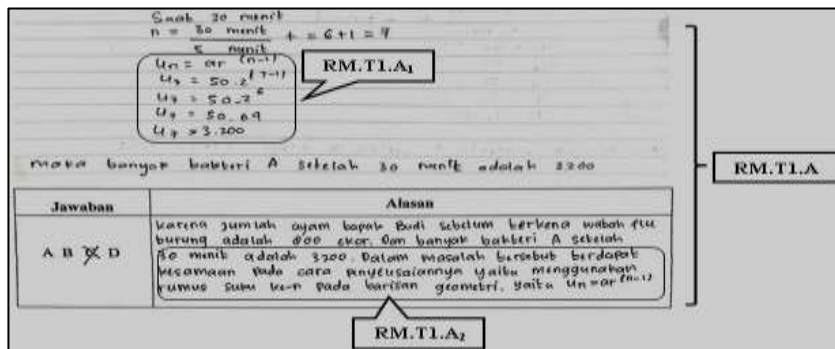 Saat 30 menit
n = 30 menit / 5 menit + = 6+1 = 7
Un = ar^(n-1)
U7 = 50.2^(7-1)
U7 = 50.2^6
U7 = 50.64
U7 = 3.200
RM.T1.A1
maka banyak bakteri A setelah 30 menit adalah 3200
RM.T1.A
Jawaban Alasan
A B C D
karena jumlah ayam bapak Budi sebelum terkena wabah flu
burung adalah 800 ekor. Dan banyak bakteri A setelah
30 menit adalah 3200. Dalam masalah tersebut terdapat
kesamaan pada cara penyelusaiannya yaitu menggunakan
rumus suku ke-n pada barisan geometri, yaitu Un=ar^(n-1)
RM.T1.A2